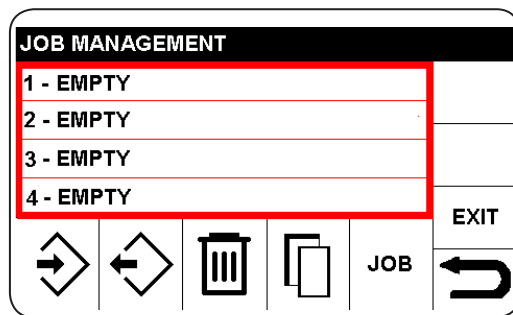 JOB MANAGEMENT
1 - EMPTY
2 - EMPTY
3 - EMPTY
4 - EMPTY
EXIT
JOB